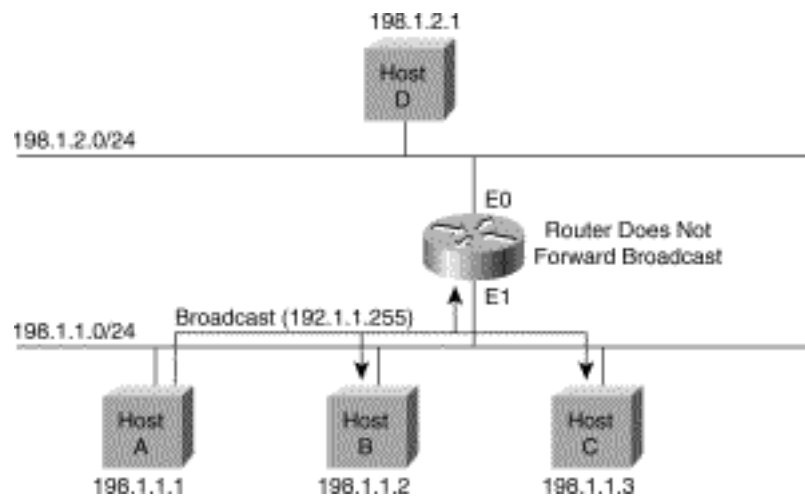 198.1.2.1
Host
D
198.1.2.0/24
E0
Router Does Not
Forward Broadcast
E1
Broadcast (192.1.1.255)
198.1.1.0/24
Host
A
Host
B
Host
C
198.1.1.1
198.1.1.2
198.1.1.3